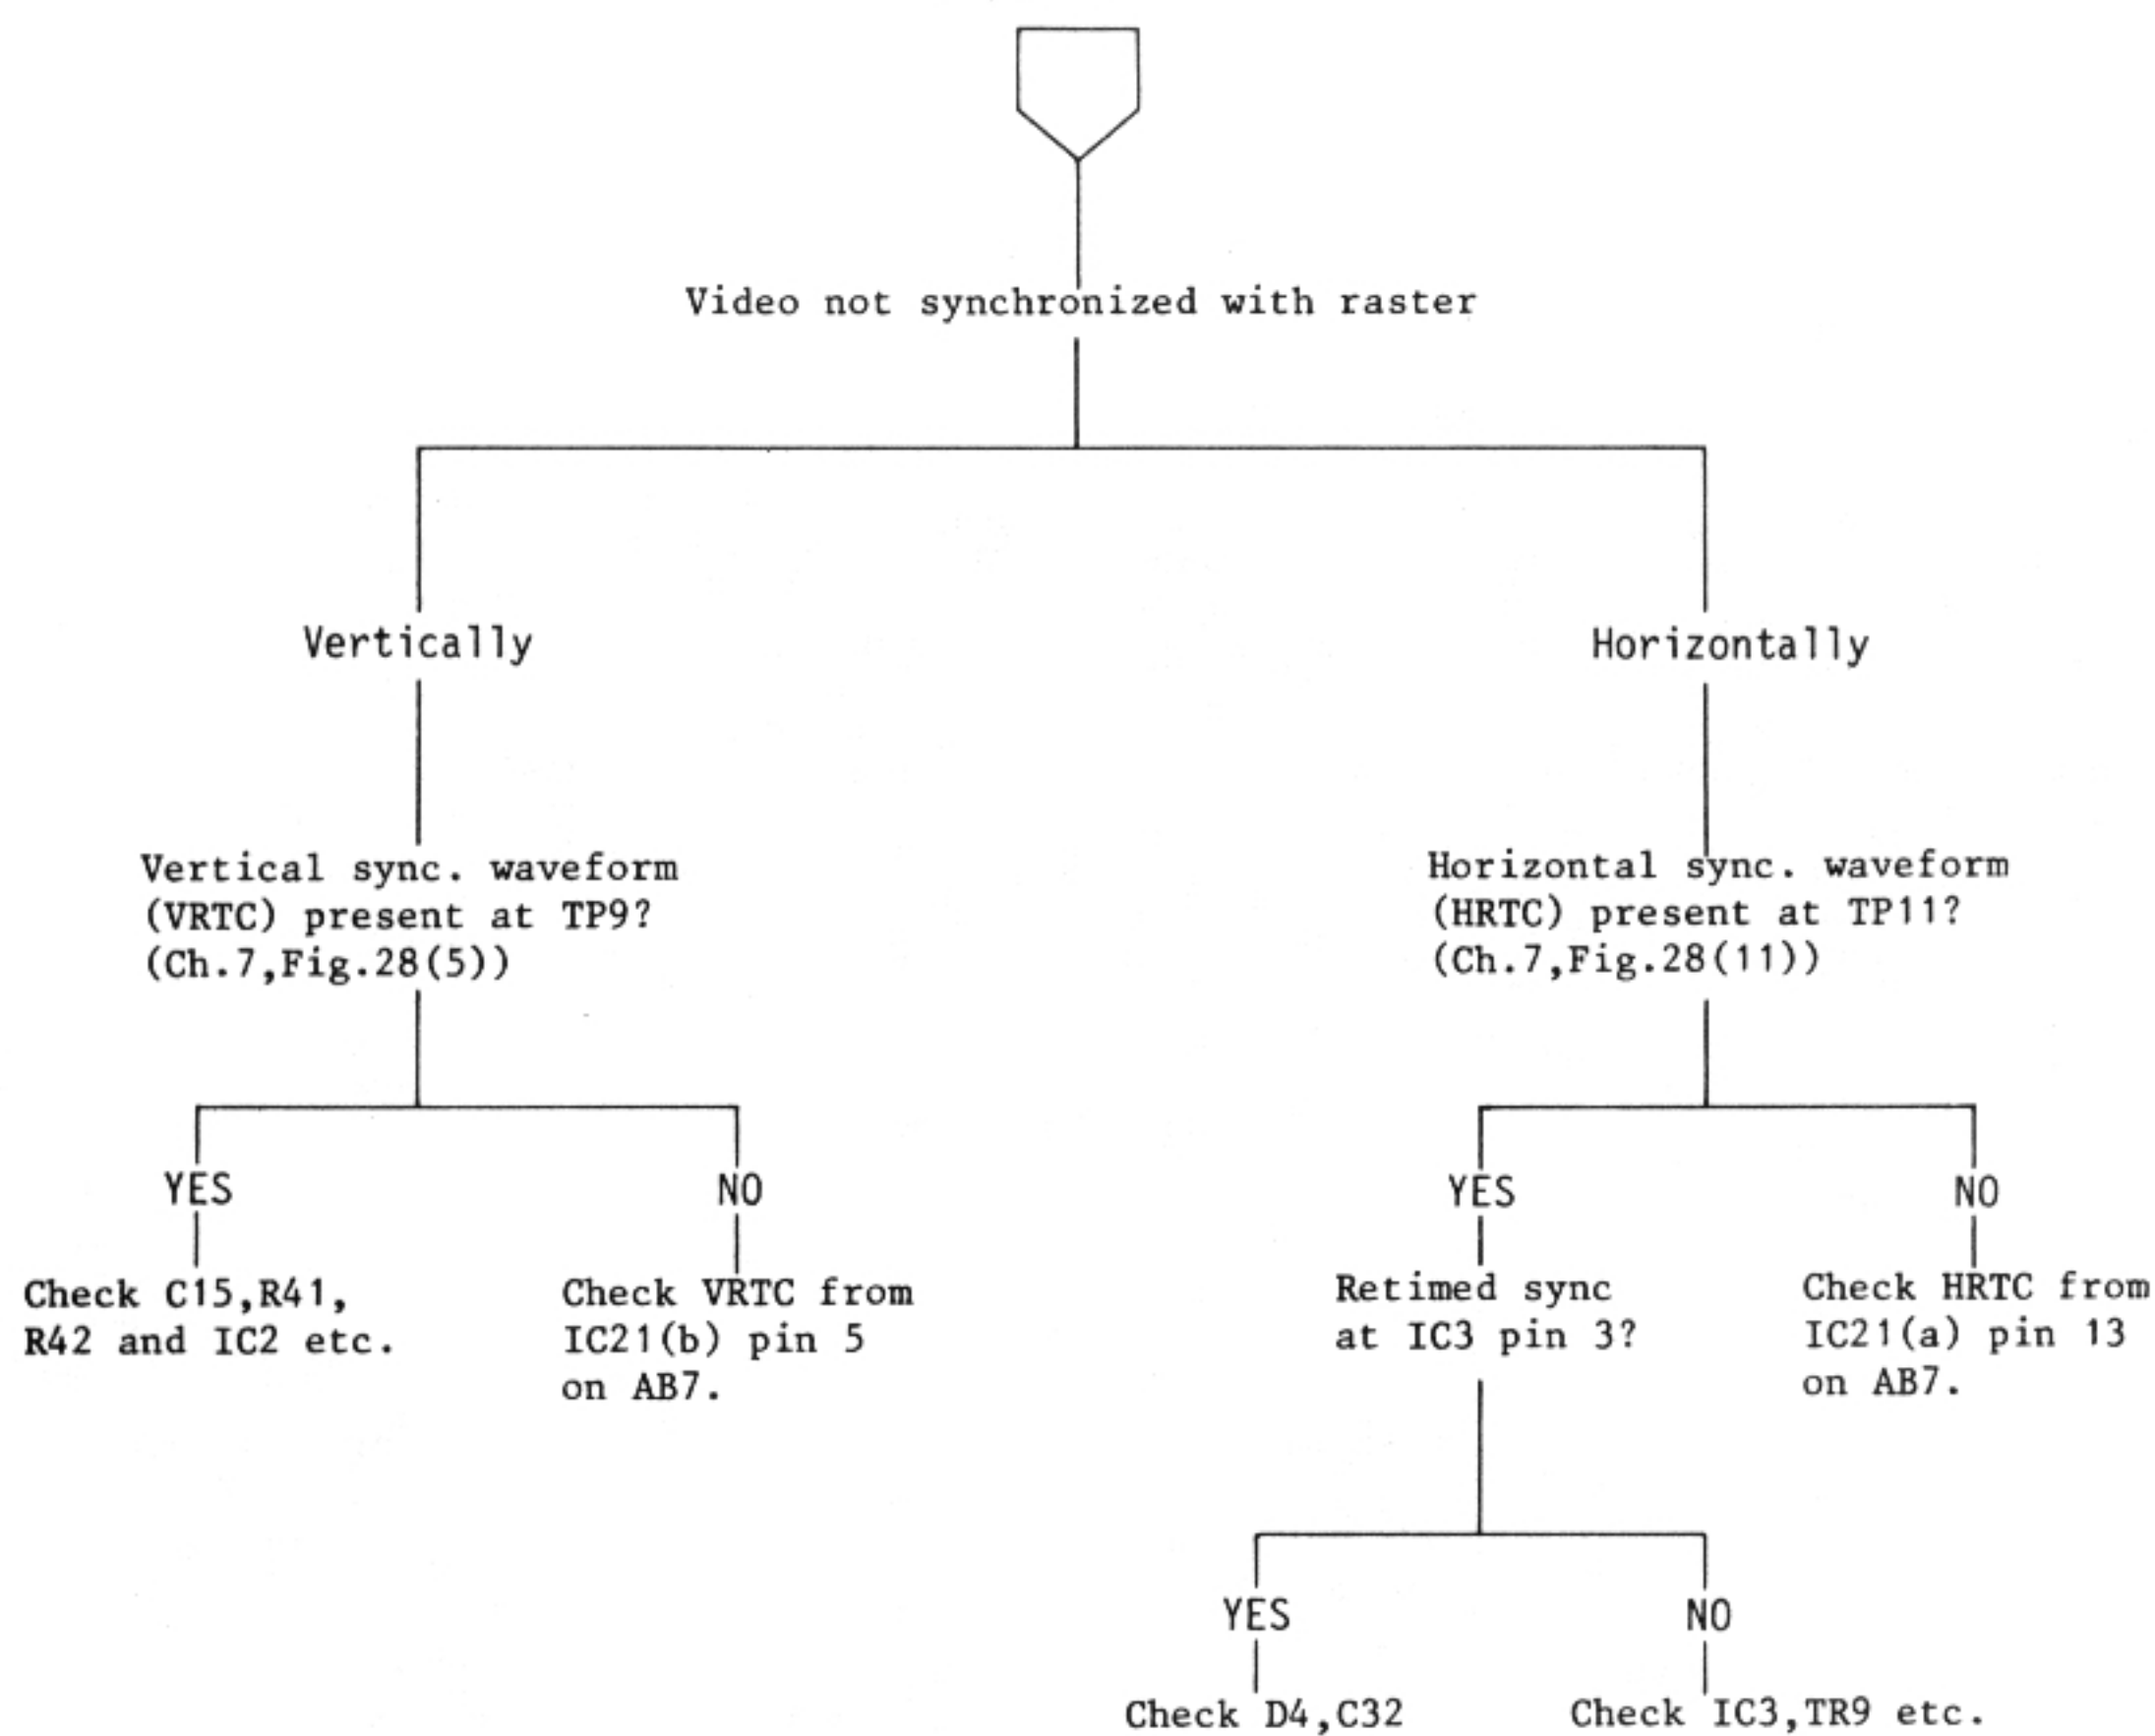 Video not synchronized with raster
Vertically
Horizontally
Vertical sync. waveform
(VRTC) present at TP9?
(Ch.7,Fig.28(5))
Horizontal sync. waveform
(HRTC) present at TP11?
(Ch.7,Fig.28(11))
YES
NO
YES
NO
Check C15,R41,
R42 and IC2 etc.
Check VRTC from
IC21(b) pin 5
on AB7.
Retimed sync
at IC3 pin 3?
Check HRTC from
IC21(a) pin 13
on AB7.
YES
NO
Check D4,C32
Check IC3,TR9 etc.